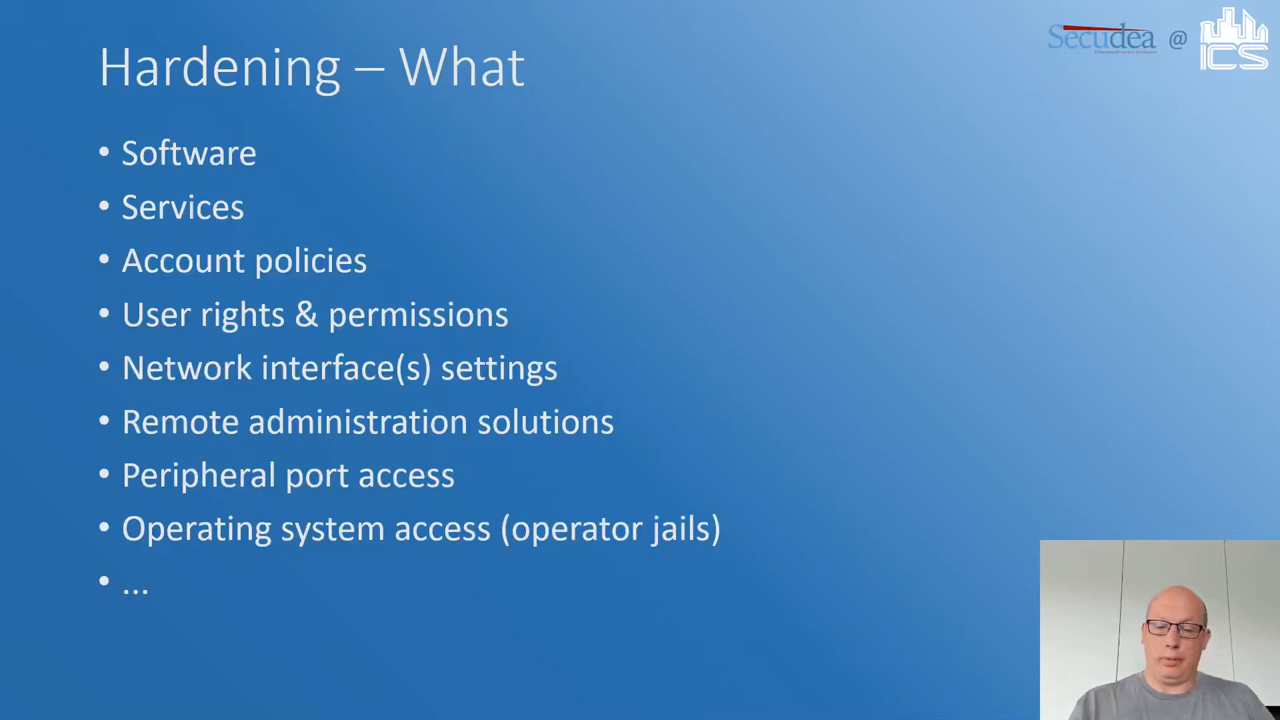 Hardening – What
Secudea @ ICS
• Software
• Services
• Account policies
• User rights & permissions
• Network interface(s) settings
• Remote administration solutions
• Peripheral port access
• Operating system access (operator jails)
• ...